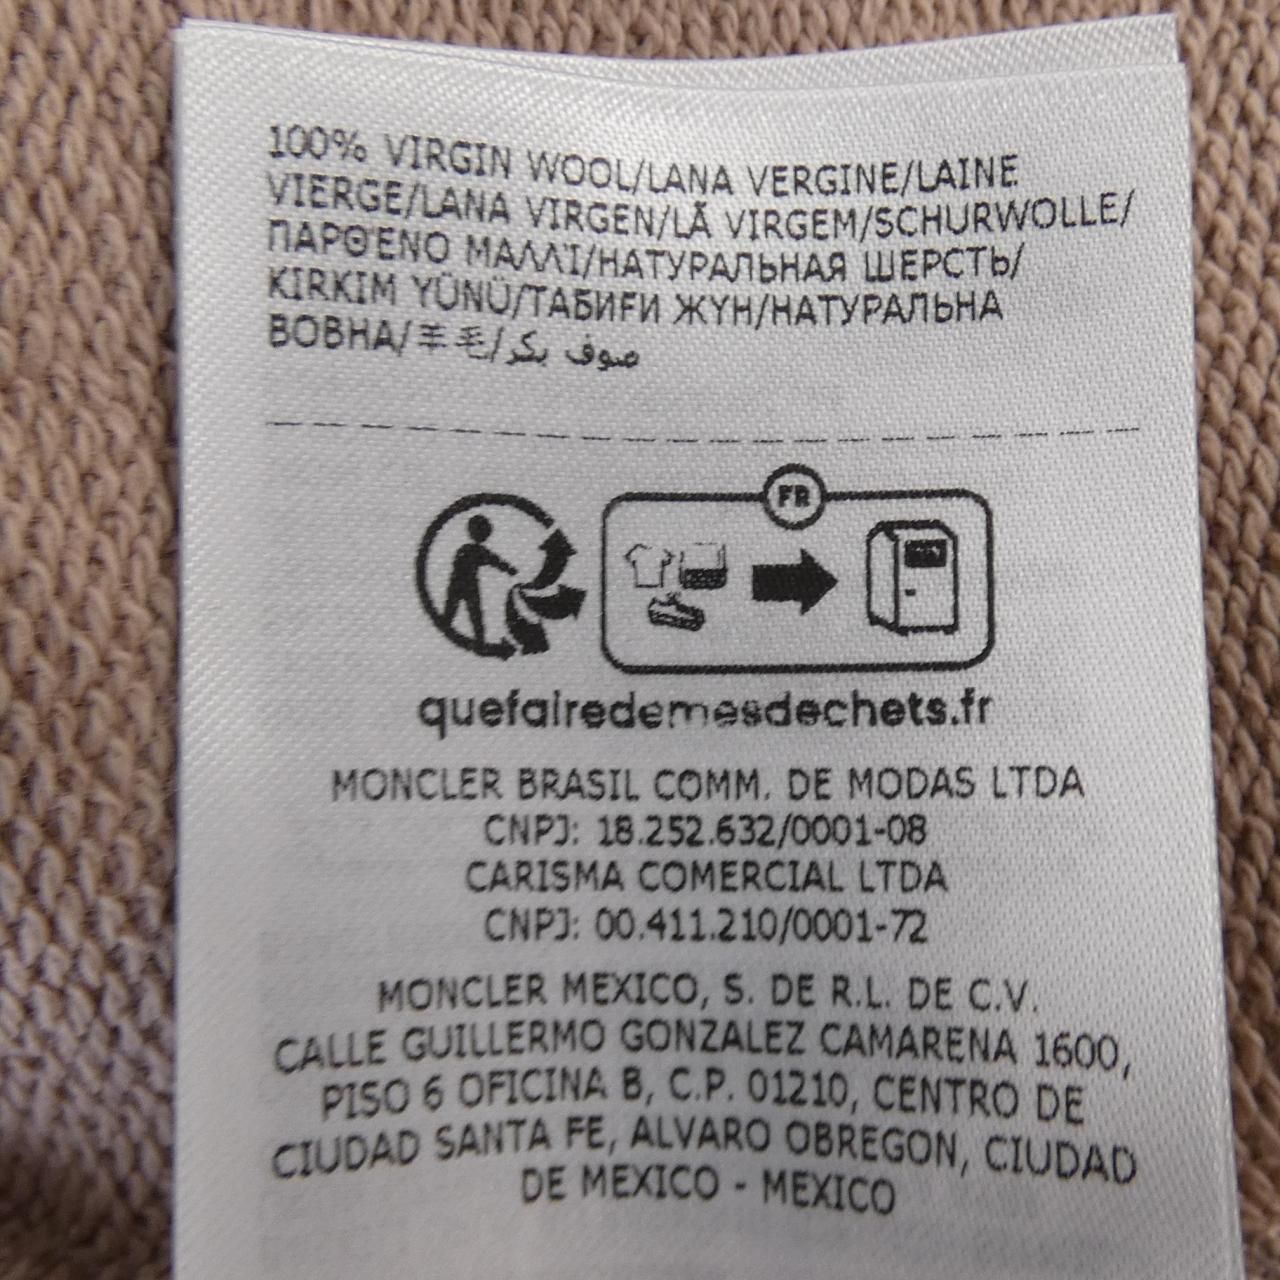 100% VIRGIN WOOL/LANA VERGINE/LAINE
VIERGE/LANA VIRGEN/LÃ VIRGEM/SCHURWOLLE/
ΠΑΡΘΈΝΟ ΜΑΛΛΊ/НАТУРАЛЬНАЯ ШЕРСТЬ/
KIRKIM YÜNÜ/ТАБИҒИ ЖҮН/НАТУРАЛЬНА
ВОВНА/羊毛/صوف بكر
FR
quefairedemesdechets.fr
MONCLER BRASIL COMM. DE MODAS LTDA
CNPJ: 18.252.632/0001-08
CARISMA COMERCIAL LTDA
CNPJ: 00.411.210/0001-72
MONCLER MEXICO, S. DE R.L. DE C.V.
CALLE GUILLERMO GONZALEZ CAMARENA 1600,
PISO 6 OFICINA B, C.P. 01210, CENTRO DE
CIUDAD SANTA FE, ALVARO OBREGON, CIUDAD
DE MEXICO - MEXICO